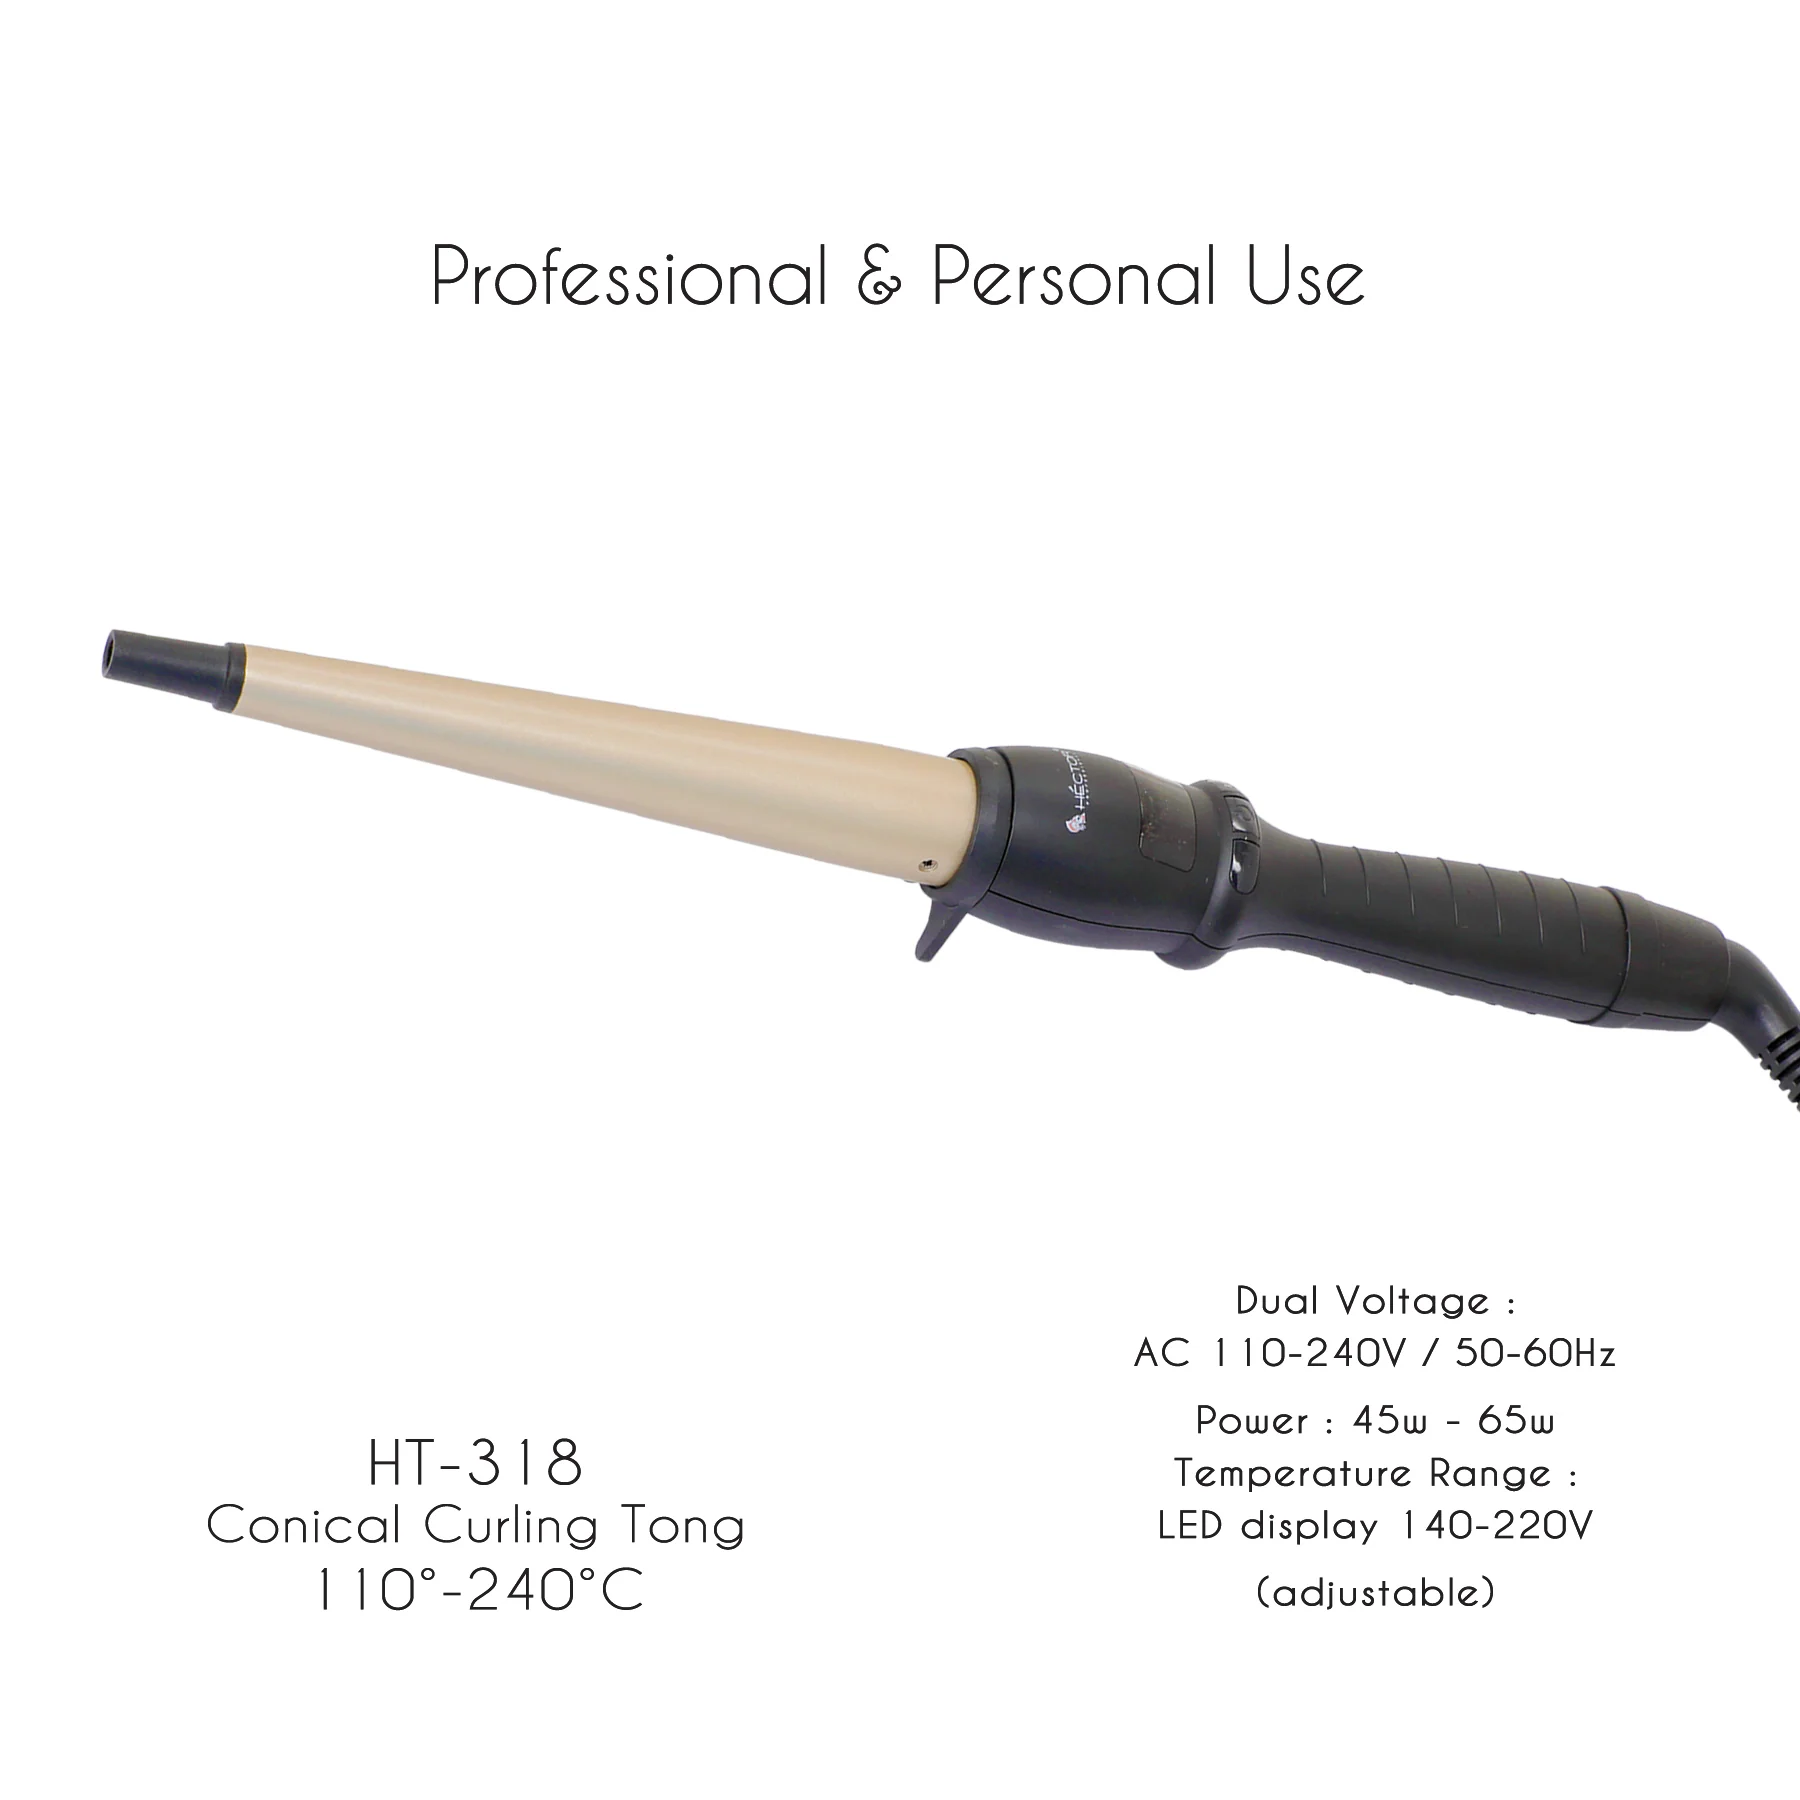 Professional & Personal Use
HÉCTOR
HT-318
Conical Curling Tong
110°-240°C
Dual Voltage :
AC 110-240V / 50-60Hz
Power : 45w - 65w
Temperature Range :
LED display 140-220V
(adjustable)